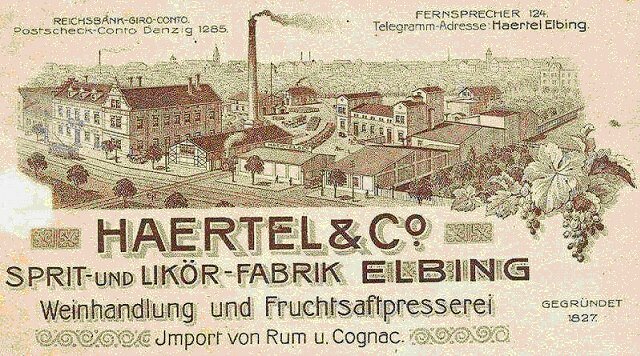 REICHSBANK-GIRO-CONTO.
Postscheck-Conto Danzig 1285.
FERNSPRECHER 124.
Telegramm-Adresse: Haertel Elbing.
HAERTEL & Co.
SPRIT- UND LIKÖR-FABRIK ELBING
Weinhandlung und Fruchtsaftpresserei
GEGRÜNDET
1827.
Jmport von Rum u. Cognac.